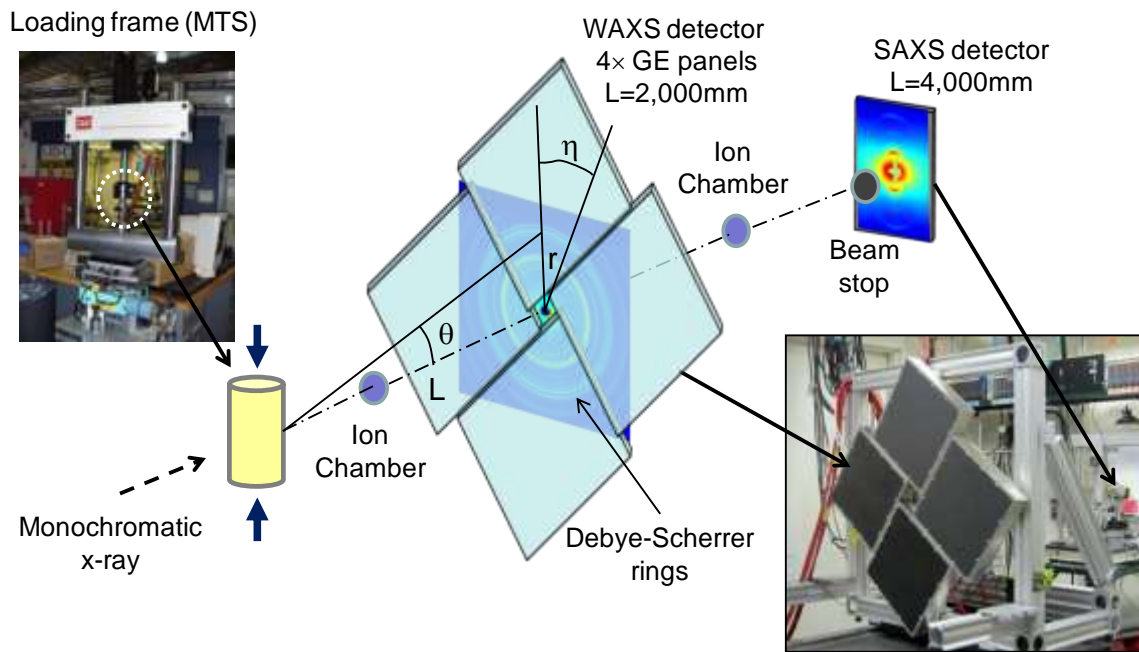 Loading frame (MTS)
WAXS detector
4× GE panels
L=2,000mm
SAXS detector
L=4,000mm
η
Ion
Chamber
r
θ
L
Beam
stop
Ion
Chamber
Monochromatic
x-ray
Debye-Scherrer
rings